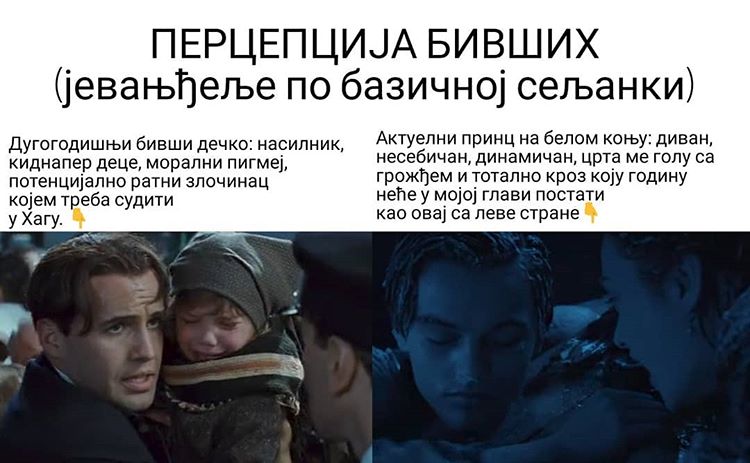 ПЕРЦЕПЦИЈА БИВШИХ
(јевањђеље по базичној сељанки)
Дугогодишњи бивши дечко: насилник,
киднапер деце, морални пигмеј,
потенцијално ратни злочинац
којем треба судити
у Хагу. 👇
Актуелни принц на белом коњу: диван,
несебичан, динамичан, црта ме голу са
грожђем и тотално кроз коју годину
неће у мојој глави постати
као овај са леве стране👇